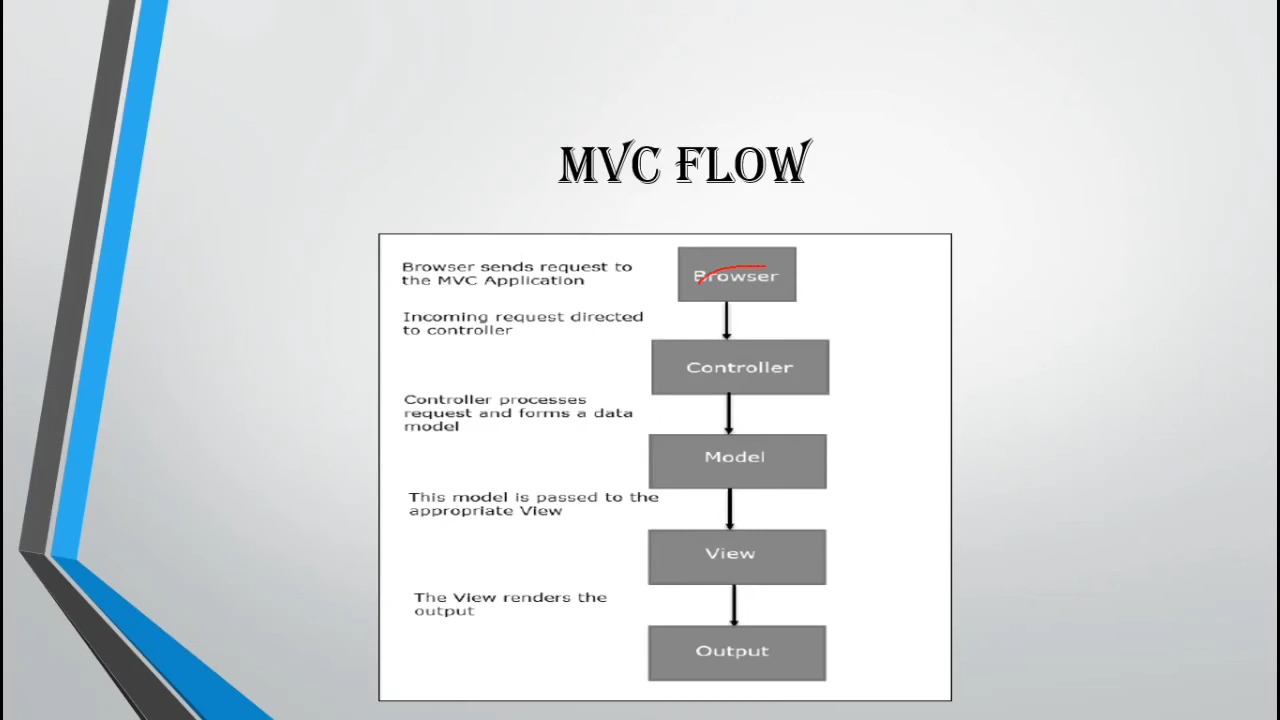 MVC FLOW
Browser sends request to
the MVC Application
Browser
Incoming request directed
to controller
Controller
Controller processes
request and forms a data
model
Model
This model is passed to the
appropriate View
View
The View renders the
output
Output